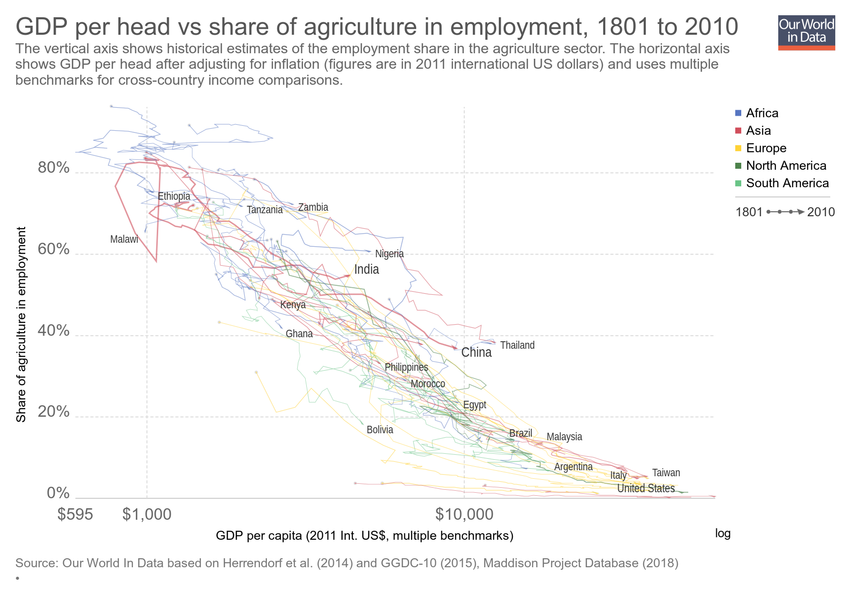 GDP per head vs share of agriculture in employment, 1801 to 2010
Our World
in Data
The vertical axis shows historical estimates of the employment share in the agriculture sector. The horizontal axis
shows GDP per head after adjusting for inflation (figures are in 2011 international US dollars) and uses multiple
benchmarks for cross-country income comparisons.
Africa
Asia
Europe
North America
South America
1801 2010
Share of agriculture in employment
80%
60%
40%
20%
0%
Ethiopia
Tanzania
Zambia
Malawi
Nigeria
India
Kenya
Ghana
Thailand
China
Philippines
Morocco
Egypt
Bolivia
Brazil
Malaysia
Argentina
Italy
Taiwan
United States
$595
$1,000
$10,000
GDP per capita (2011 Int. US$, multiple benchmarks)
log
Source: Our World In Data based on Herrendorf et al. (2014) and GGDC-10 (2015), Maddison Project Database (2018)
•